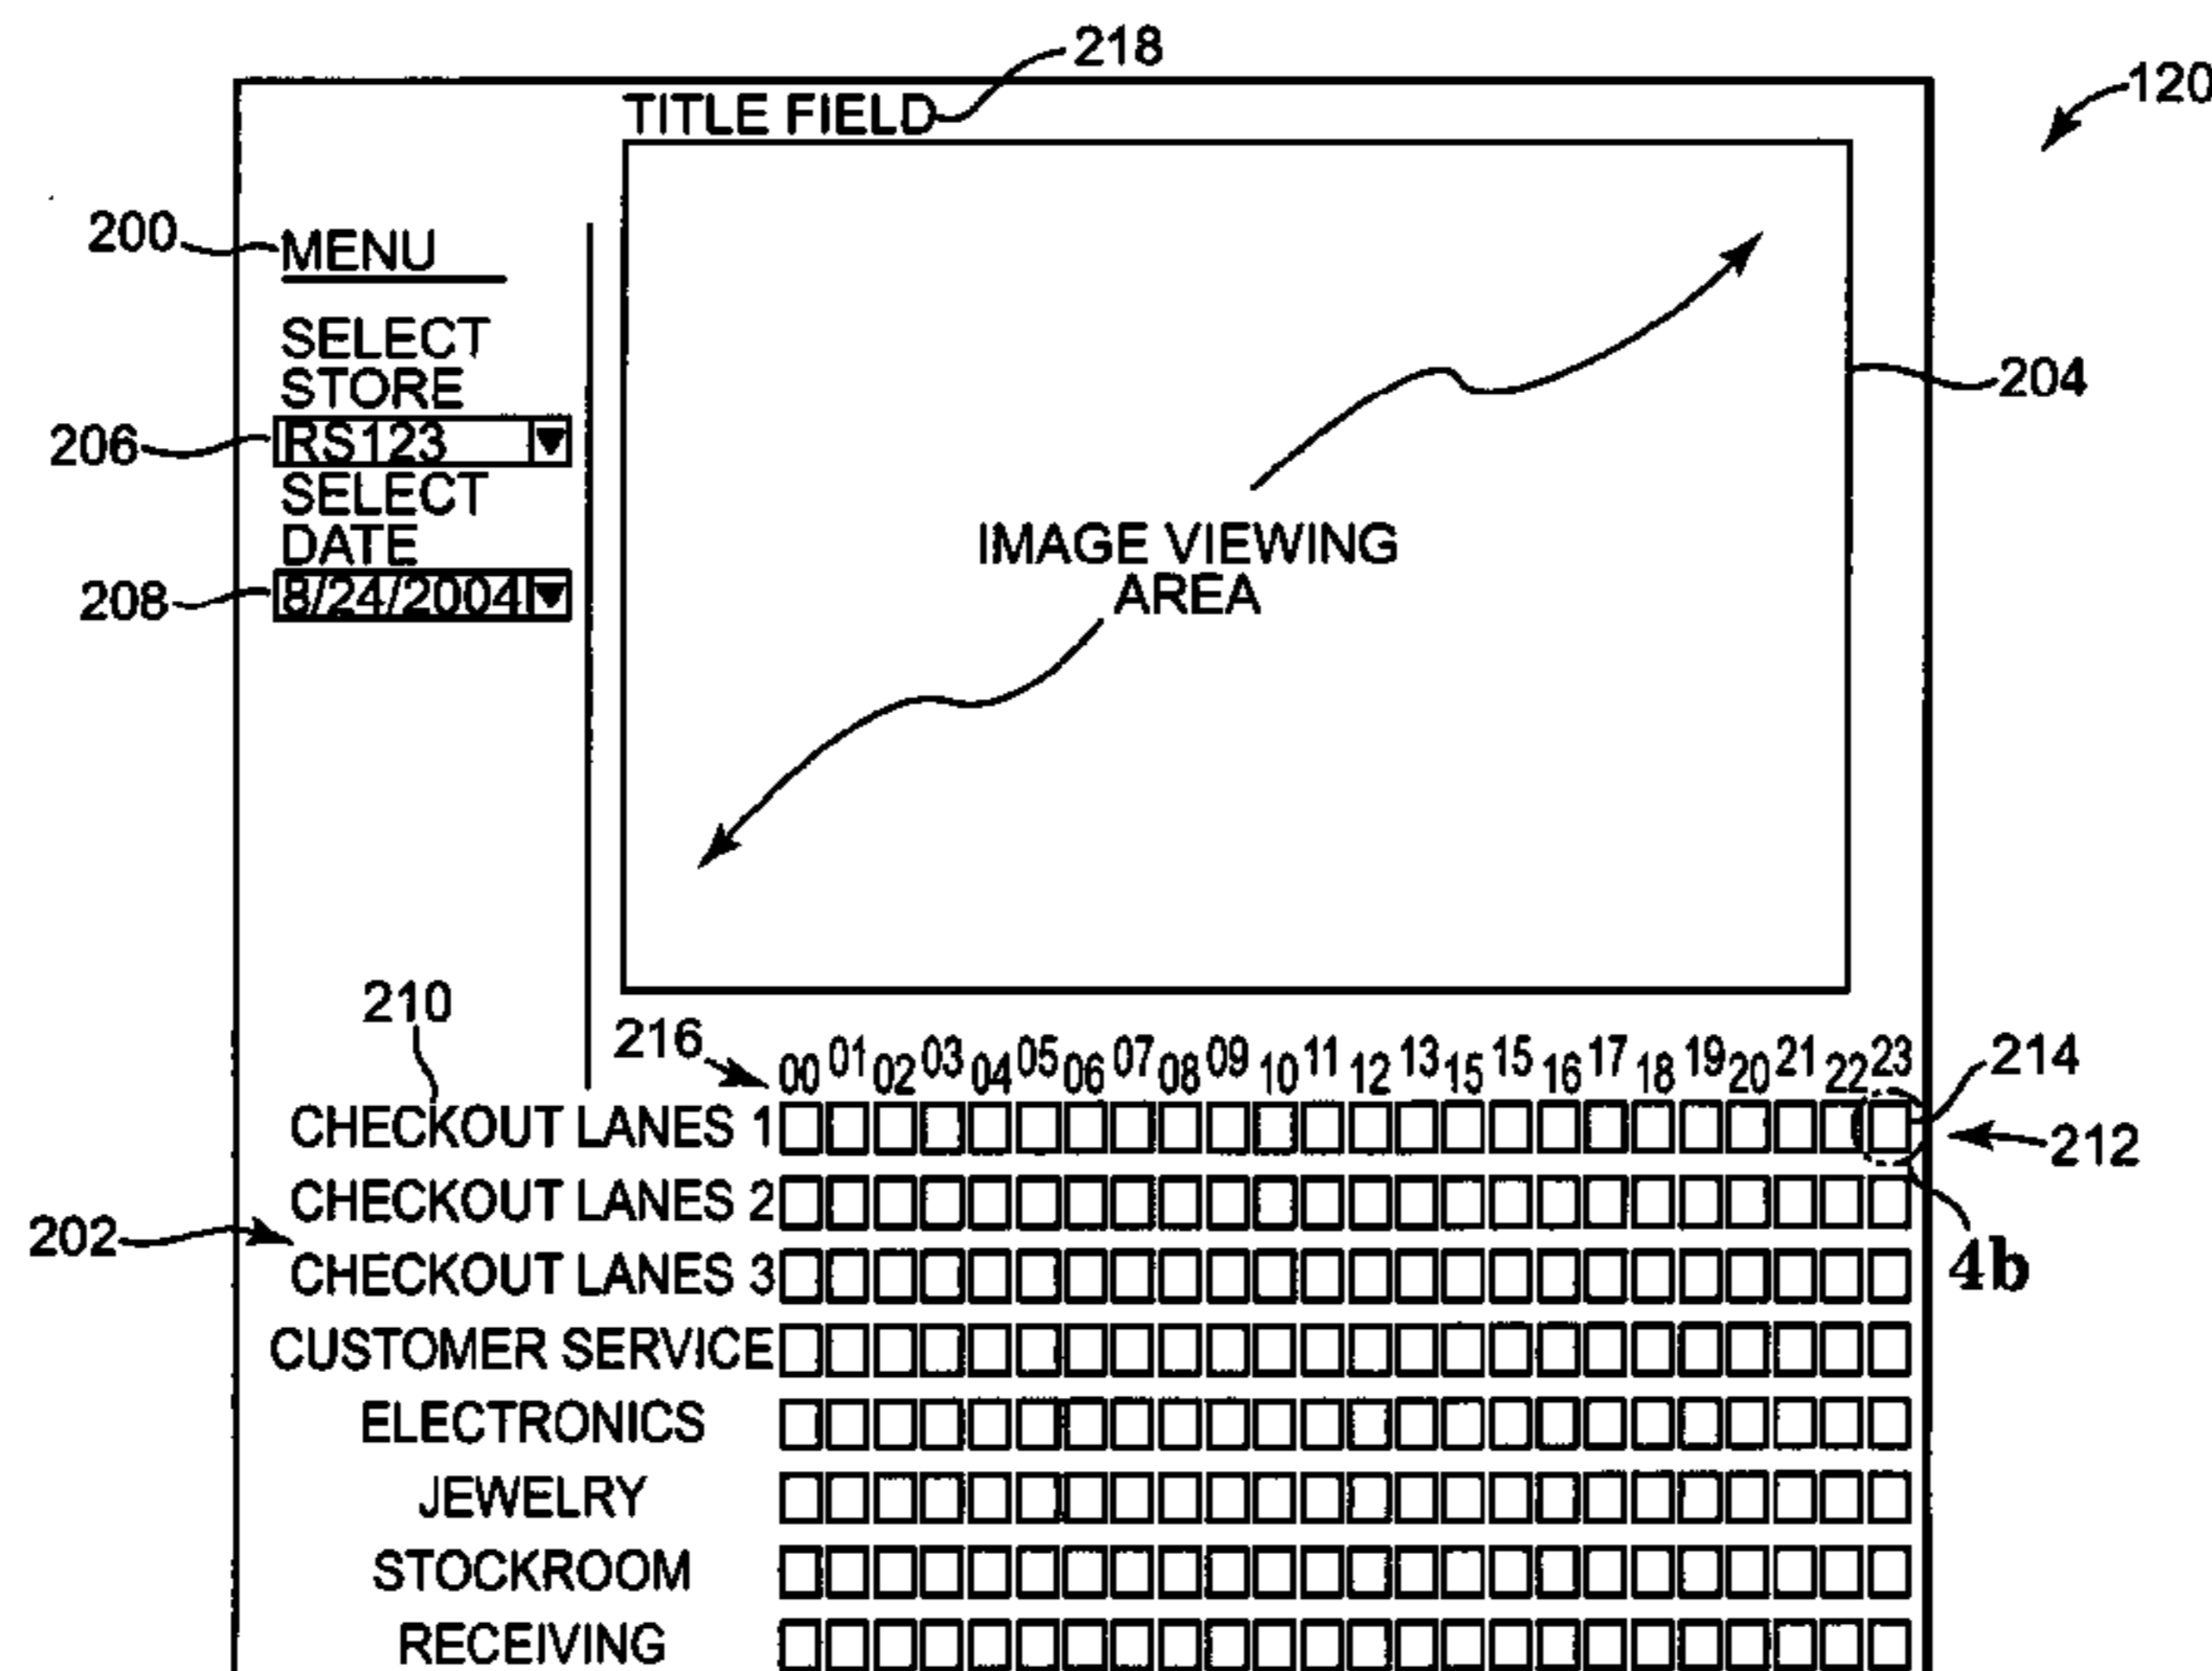 218
120
TITLE FIELD
200
MENU
SELECT
STORE
204
206
RS123
SELECT
DATE
IMAGE VIEWING
AREA
208
8/24/2004
210
216
00 01 02 03 04 05 06 07 08 09 10 11 12 13 15 15 16 17 18 19 20 21 22 23
214
CHECKOUT LANES 1
212
CHECKOUT LANES 2
202
CHECKOUT LANES 3
4b
CUSTOMER SERVICE
ELECTRONICS
JEWELRY
STOCKROOM
RECEIVING